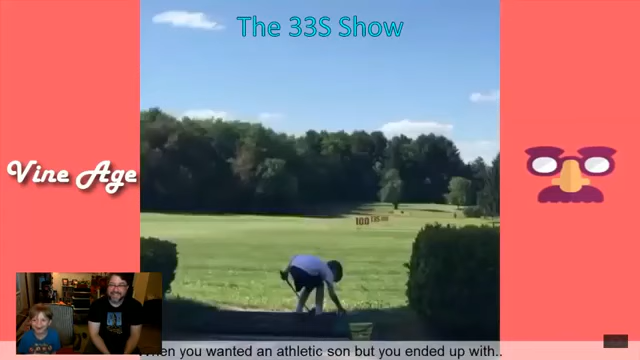 The 33S Show
Vine Age
100
When you wanted an athletic son but you ended up with..